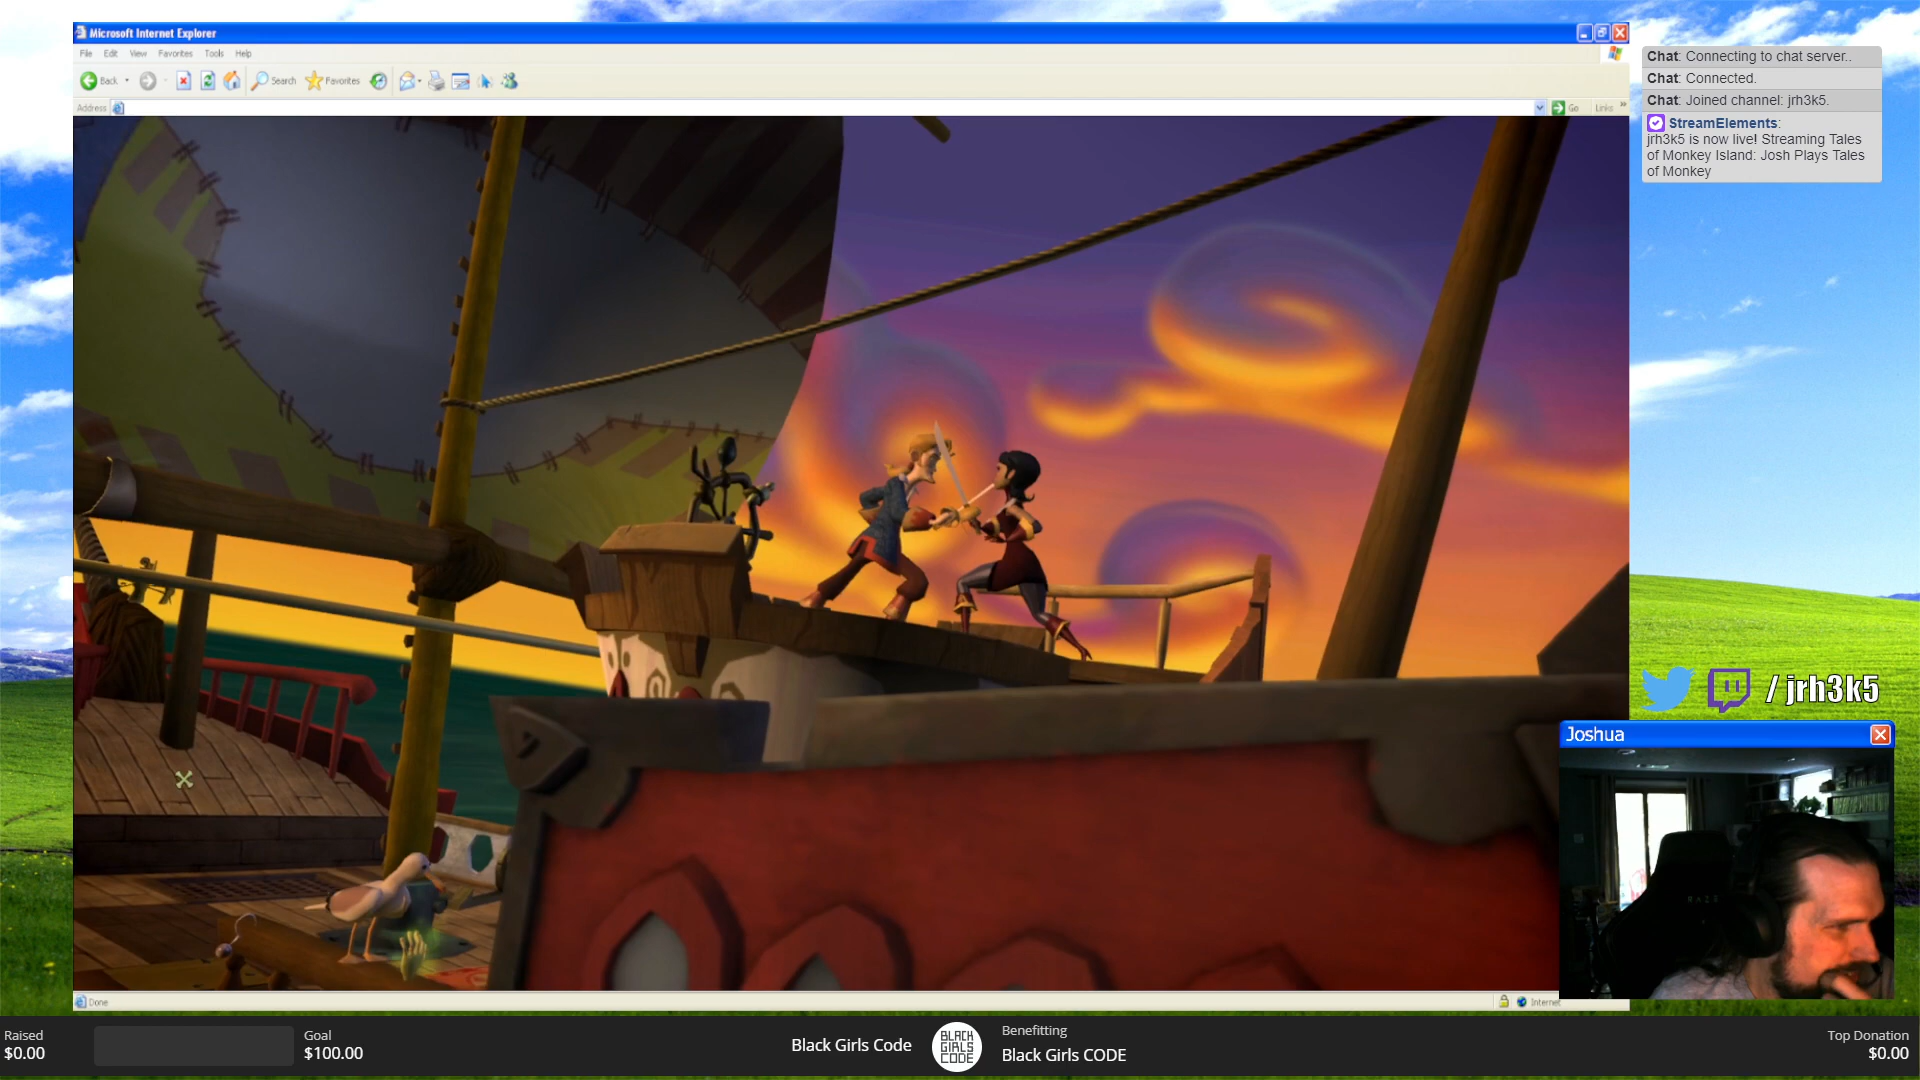 Microsoft Internet Explorer
File Edit View Favorites Tools Help
Back Search Favorites
Address Go Links
Chat: Connecting to chat server..
Chat: Connected.
Chat: Joined channel: jrh3k5.
StreamElements:
jrh3k5 is now live! Streaming Tales
of Monkey Island: Josh Plays Tales
of Monkey
/ jrh3k5
Joshua
Done
Internet
Raised
$0.00
Goal
$100.00
Black Girls Code
BLACK
GIRLS
CODE
Benefitting
Black Girls CODE
Top Donation
$0.00